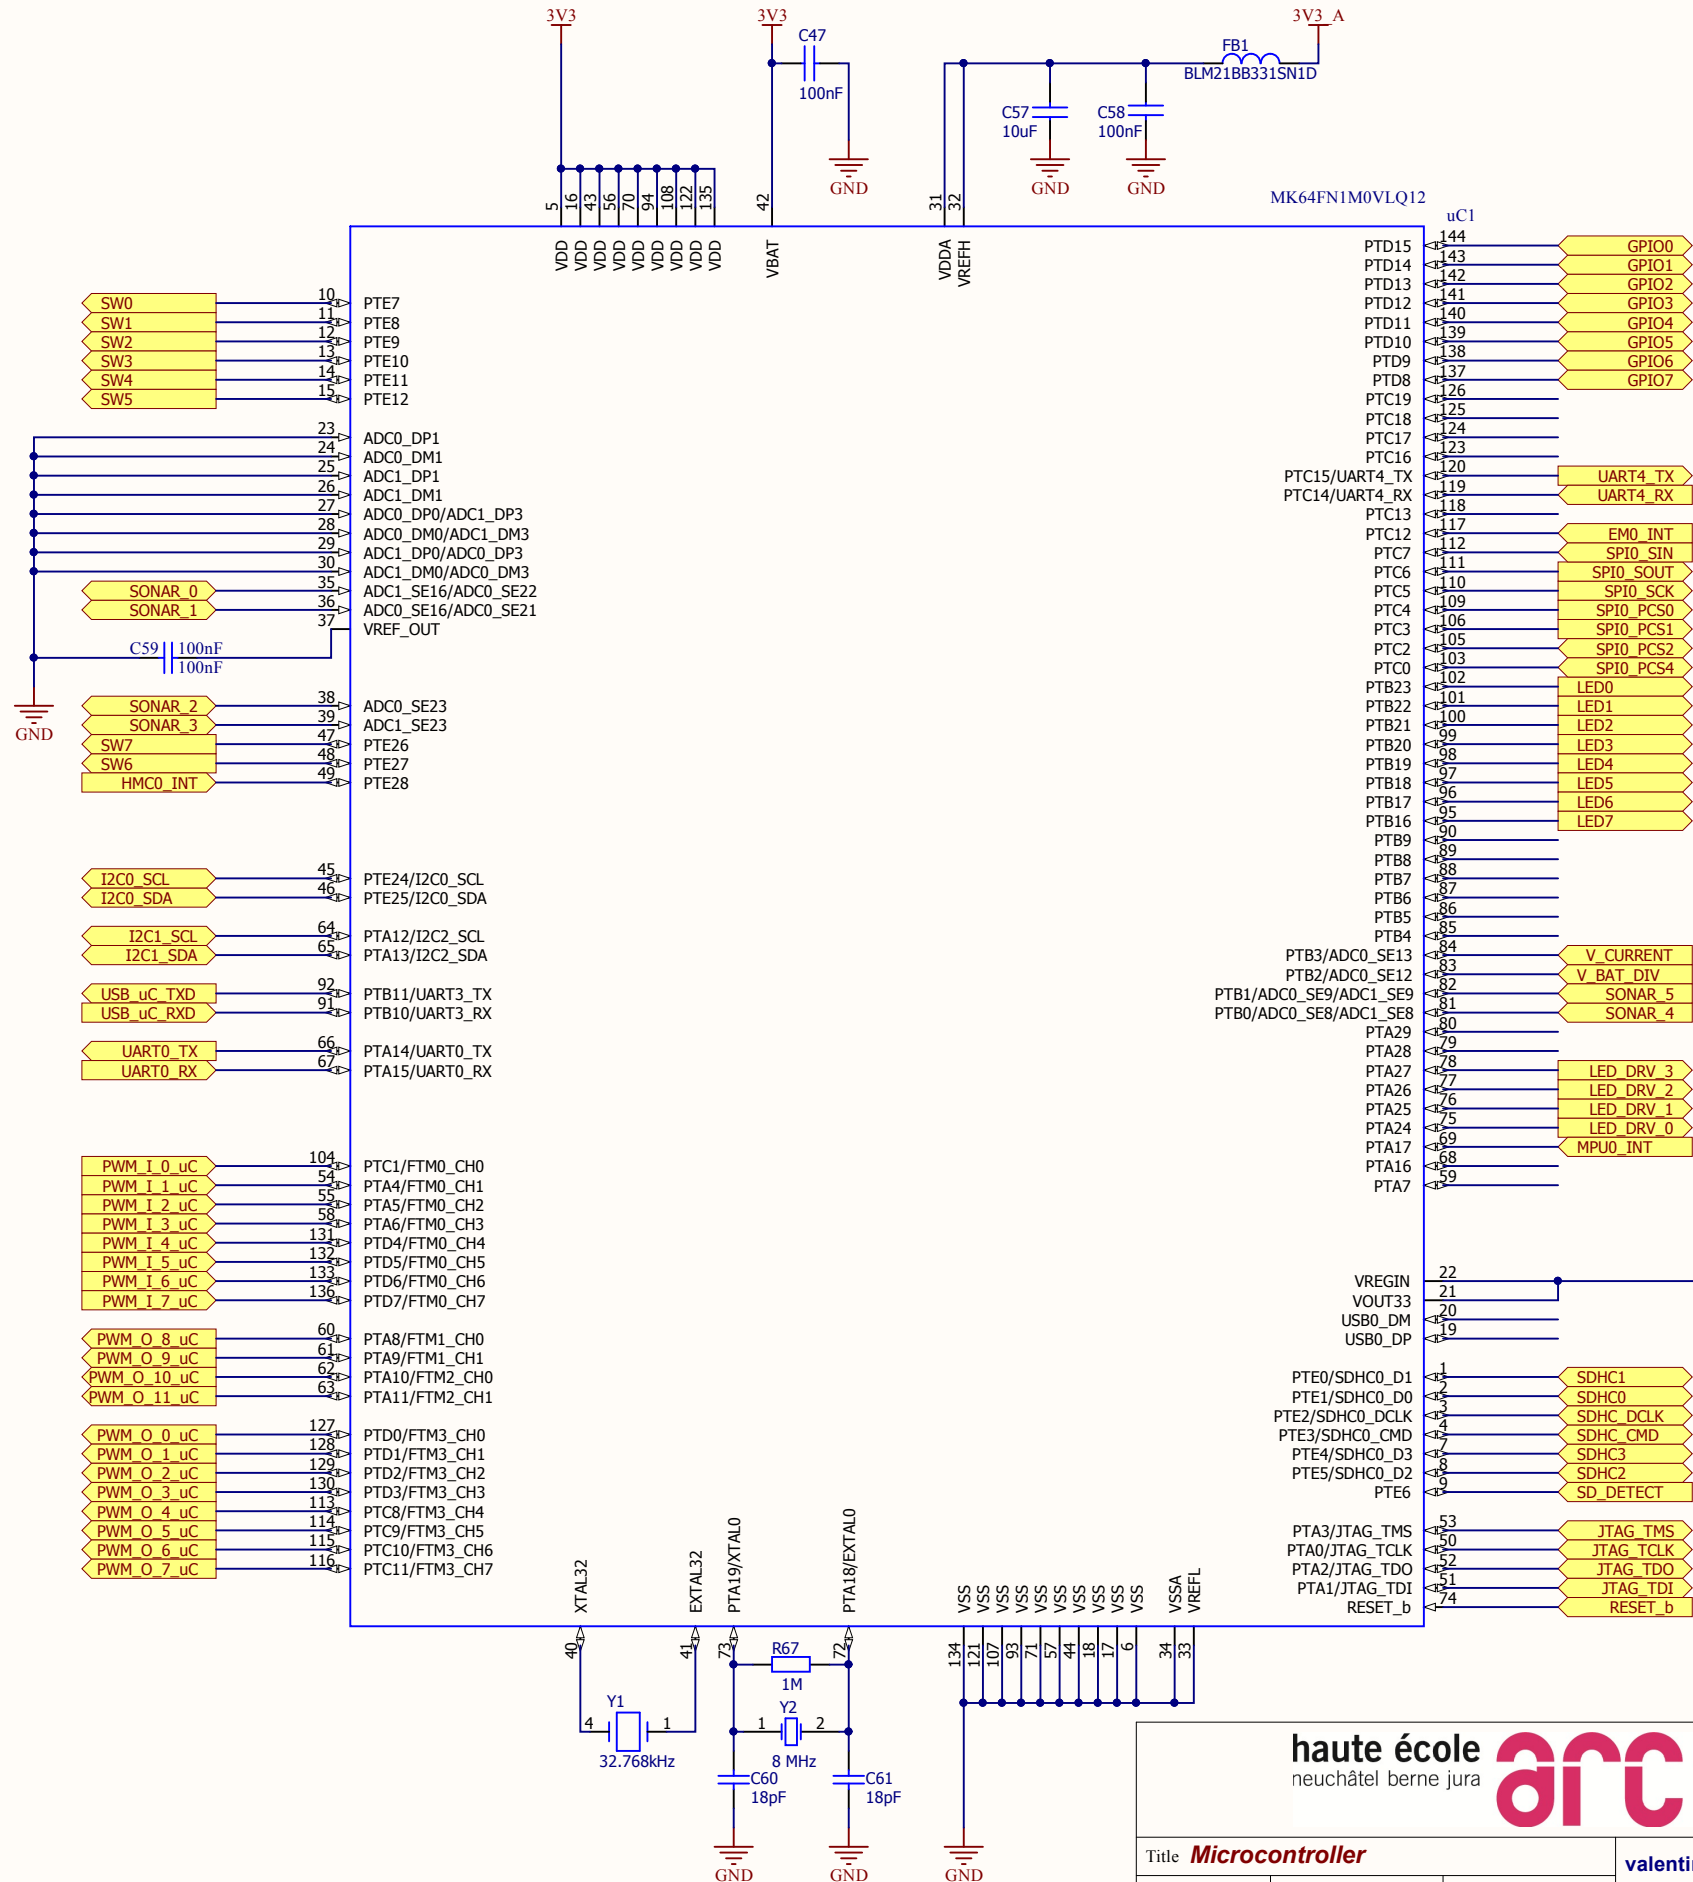 3V3 3V3 3V3_A
C47
100nF
FB1
BLM21BB331SN1D
C57
10uF
C58
100nF
GND GND GND
MK64FN1M0VLQ12
uC1
5 16 43 56 70 94 108 122 135 42 31 32
VDD VDD VDD VDD VDD VDD VDD VDD VDD VBAT VDDA VREFH
SW0 10 PTE7
SW1 11 PTE8
SW2 12 PTE9
SW3 13 PTE10
SW4 14 PTE11
SW5 15 PTE12
23 ADC0_DP1
24 ADC0_DM1
25 ADC1_DP1
26 ADC1_DM1
27 ADC0_DP0/ADC1_DP3
28 ADC0_DM0/ADC1_DM3
29 ADC1_DP0/ADC0_DP3
30 ADC1_DM0/ADC0_DM3
SONAR_0 35 ADC1_SE16/ADC0_SE22
SONAR_1 36 ADC0_SE16/ADC0_SE21
37 VREF_OUT
C59 100nF
100nF
GND
SONAR_2 38 ADC0_SE23
SONAR_3 39 ADC1_SE23
SW7 47 PTE26
SW6 48 PTE27
HMC0_INT 49 PTE28
I2C0_SCL 45 PTE24/I2C0_SCL
I2C0_SDA 46 PTE25/I2C0_SDA
I2C1_SCL 64 PTA12/I2C2_SCL
I2C1_SDA 65 PTA13/I2C2_SDA
USB_uC_TXD 92 PTB11/UART3_TX
USB_uC_RXD 91 PTB10/UART3_RX
UART0_TX 66 PTA14/UART0_TX
UART0_RX 67 PTA15/UART0_RX
PWM_I_0_uC 104 PTC1/FTM0_CH0
PWM_I_1_uC 54 PTA4/FTM0_CH1
PWM_I_2_uC 55 PTA5/FTM0_CH2
PWM_I_3_uC 58 PTA6/FTM0_CH3
PWM_I_4_uC 131 PTD4/FTM0_CH4
PWM_I_5_uC 132 PTD5/FTM0_CH5
PWM_I_6_uC 133 PTD6/FTM0_CH6
PWM_I_7_uC 136 PTD7/FTM0_CH7
PWM_O_8_uC 60 PTA8/FTM1_CH0
PWM_O_9_uC 61 PTA9/FTM1_CH1
PWM_O_10_uC 62 PTA10/FTM2_CH0
PWM_O_11_uC 63 PTA11/FTM2_CH1
PWM_O_0_uC 127 PTD0/FTM3_CH0
PWM_O_1_uC 128 PTD1/FTM3_CH1
PWM_O_2_uC 129 PTD2/FTM3_CH2
PWM_O_3_uC 130 PTD3/FTM3_CH3
PWM_O_4_uC 113 PTC8/FTM3_CH4
PWM_O_5_uC 114 PTC9/FTM3_CH5
PWM_O_6_uC 115 PTC10/FTM3_CH6
PWM_O_7_uC 116 PTC11/FTM3_CH7
PTD15 144 GPIO0
PTD14 143 GPIO1
PTD13 142 GPIO2
PTD12 141 GPIO3
PTD11 140 GPIO4
PTD10 139 GPIO5
PTD9 138 GPIO6
PTD8 137 GPIO7
PTC19 126
PTC18 125
PTC17 124
PTC16 123
PTC15/UART4_TX 120 UART4_TX
PTC14/UART4_RX 119 UART4_RX
PTC13 118
PTC12 117 EM0_INT
PTC7 112 SPI0_SIN
PTC6 111 SPI0_SOUT
PTC5 110 SPI0_SCK
PTC4 109 SPI0_PCS0
PTC3 106 SPI0_PCS1
PTC2 105 SPI0_PCS2
PTC0 103 SPI0_PCS4
PTB23 102 LED0
PTB22 101 LED1
PTB21 100 LED2
PTB20 99 LED3
PTB19 98 LED4
PTB18 97 LED5
PTB17 96 LED6
PTB16 95 LED7
PTB9 90
PTB8 89
PTB7 88
PTB6 87
PTB5 86
PTB4 85
PTB3/ADC0_SE13 84 V_CURRENT
PTB2/ADC0_SE12 83 V_BAT_DIV
PTB1/ADC0_SE9/ADC1_SE9 82 SONAR_5
PTB0/ADC0_SE8/ADC1_SE8 81 SONAR_4
PTA29 80
PTA28 79
PTA27 78 LED_DRV_3
PTA26 77 LED_DRV_2
PTA25 76 LED_DRV_1
PTA24 75 LED_DRV_0
PTA17 69 MPU0_INT
PTA16 68
PTA7 59
VREGIN 22
VOUT33 21
USB0_DM 20
USB0_DP 19
PTE0/SDHC0_D1 1 SDHC1
PTE1/SDHC0_D0 2 SDHC0
PTE2/SDHC0_DCLK 3 SDHC_DCLK
PTE3/SDHC0_CMD 4 SDHC_CMD
PTE4/SDHC0_D3 7 SDHC3
PTE5/SDHC0_D2 8 SDHC2
PTE6 9 SD_DETECT
PTA3/JTAG_TMS 53 JTAG_TMS
PTA0/JTAG_TCLK 50 JTAG_TCLK
PTA2/JTAG_TDO 52 JTAG_TDO
PTA1/JTAG_TDI 51 JTAG_TDI
RESET_b 74 RESET_b
XTAL32 EXTAL32 PTA19/XTAL0 PTA18/EXTAL0 VSS VSS VSS VSS VSS VSS VSS VSS VSS VSS VSSA VREFL
40 41 73 72 134 121 107 93 71 57 44 18 17 6 34 33
R67
1M
Y1
4 1
32.768kHz
Y2
1 2
8 MHz
C60
18pF
C61
18pF
GND GND GND
haute école
neuchâtel berne jura
arc
Title Microcontroller